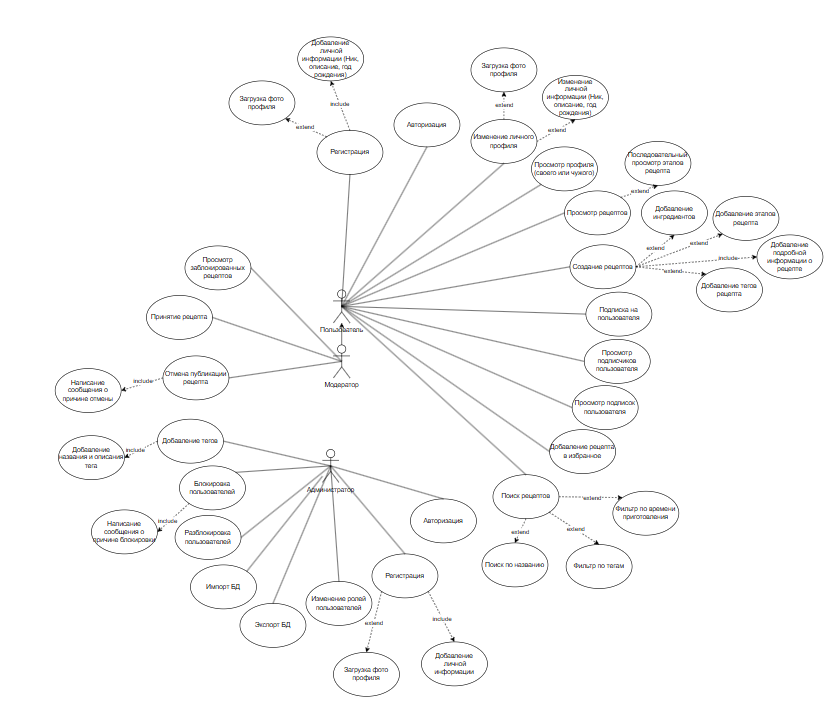 Добавление
личной
информации (Ник,
описание, год
рождения)
Загрузка фото
профиля
include
extend
Регистрация
Авторизация
Загрузка фото
профиля
Изменение
личной
информации (Ник,
описание, год
рождения)
extend
extend
Изменение личного
профиля
Просмотр профиля
(своего или чужого)
Последовательный
просмотр этапов
рецепта
extend
Просмотр рецептов
Добавление
ингредиентов
Добавление этапов
рецепта
Добавление
подробной
информации о
рецепте
extend
extend
include
extend
Создание рецептов
Добавление тегов
рецепта
Просмотр
заблокированных
рецептов
Принятие рецепта
Пользователь
Подписка на
пользователя
Просмотр
подписчиков
пользователя
Отмена публикации
рецепта
include
Написание
сообщения о
причине отмены
Модератор
Просмотр подписок
пользователя
Добавление рецепта
в избранное
Добавление тегов
include
Добавление
названия и описания
тега
Администратор
Блокировка
пользователей
include
Написание
сообщения о
причине блокировки
Разблокировка
пользователей
Поиск рецептов
extend
Фильтр по времени
приготовления
extend
extend
Поиск по названию
Фильтр по тегам
Авторизация
Импорт БД
Экспорт БД
Изменение ролей
пользователей
Регистрация
extend
include
Загрузка фото
профиля
Добавление
личной
информации